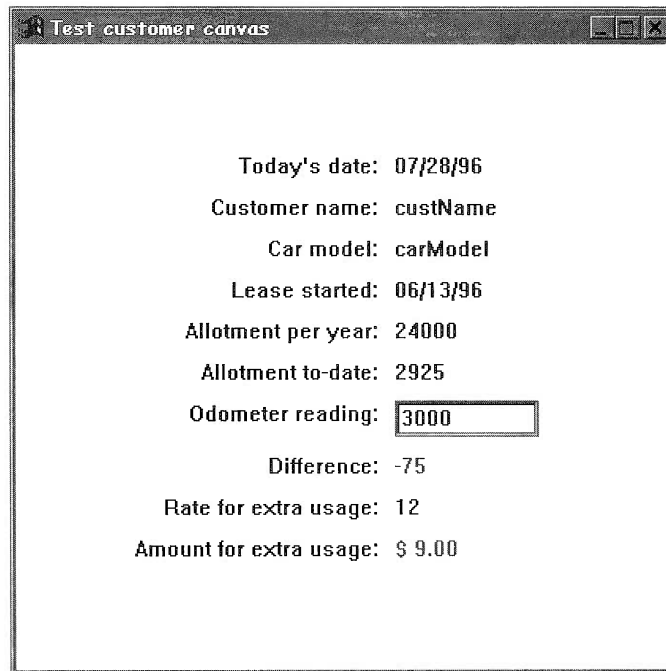 Test customer canvas
Today's date: 07/28/96
Customer name: custName
Car model: carModel
Lease started: 06/13/96
Allotment per year: 24000
Allotment to-date: 2925
Odometer reading: 3000
Difference: -75
Rate for extra usage: 12
Amount for extra usage: $ 9.00